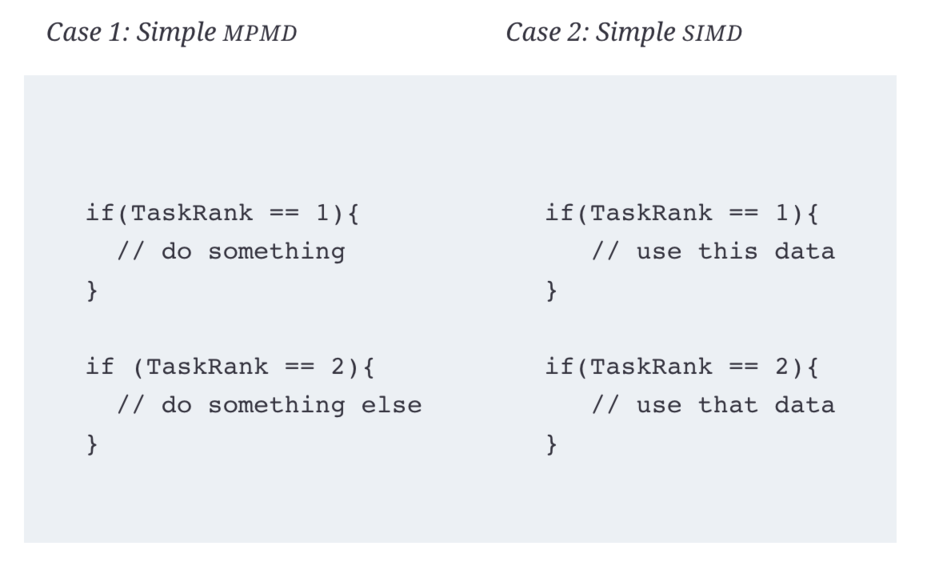 Case 1: Simple MPMD
if(TaskRank == 1){
  // do something
}
if (TaskRank == 2){
  // do something else
}
Case 2: Simple SIMD
if(TaskRank == 1){
   // use this data
}
if(TaskRank == 2){
   // use that data
}